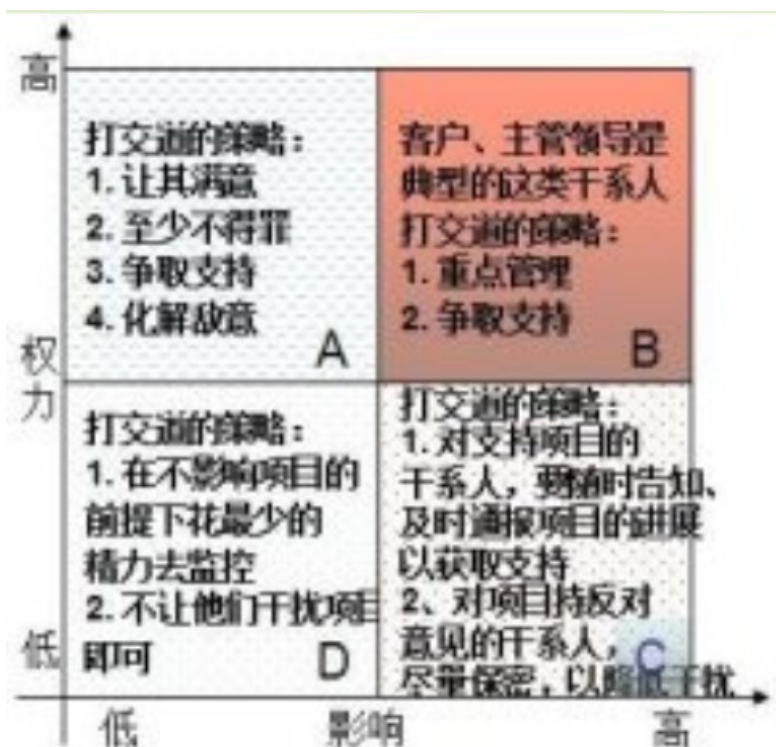 高
打交道的策略：
1. 让其满意
2. 至少不得罪
3. 争取支持
4. 化解敌意
A
客户、主管领导是
典型的这类干系人
打交道的策略：
1. 重点管理
2. 争取支持
B
权
力
打交道的策略：
1. 在不影响项目的
前提下花最少的
精力去监控
2. 不让他们干扰项目
即可
D
打交道的策略：
1. 对支持项目的
干系人，要随时告知、
及时通报项目的进展
以获取支持
2、对项目持反对
意见的干系人，
尽量保密，以降低干扰
C
低
低
影响
高